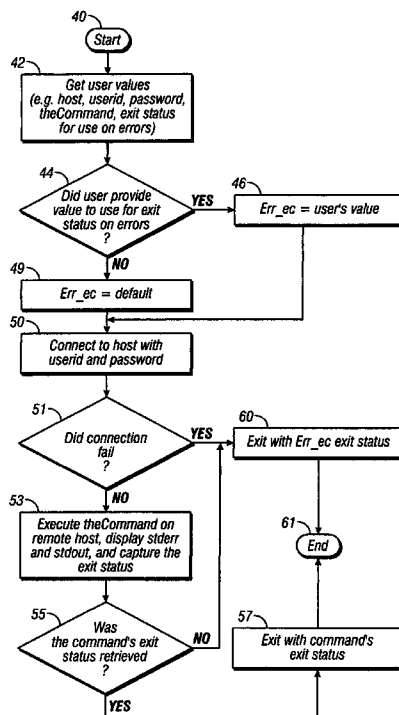 40
Start
42
Get user values
(e.g. host, userid, password,
theCommand, exit status
for use on errors)
44
Did user provide
value to use for exit
status on errors
?
YES
46
Err_ec = user's value
NO
49
Err_ec = default
50
Connect to host with
userid and password
51
Did connection
fail
?
YES
60
Exit with Err_ec exit status
NO
61
End
53
Execute theCommand on
remote host, display stderr
and stdout, and capture the
exit status
55
Was
the command's exit
status retrieved
?
NO
57
Exit with command's
exit status
YES